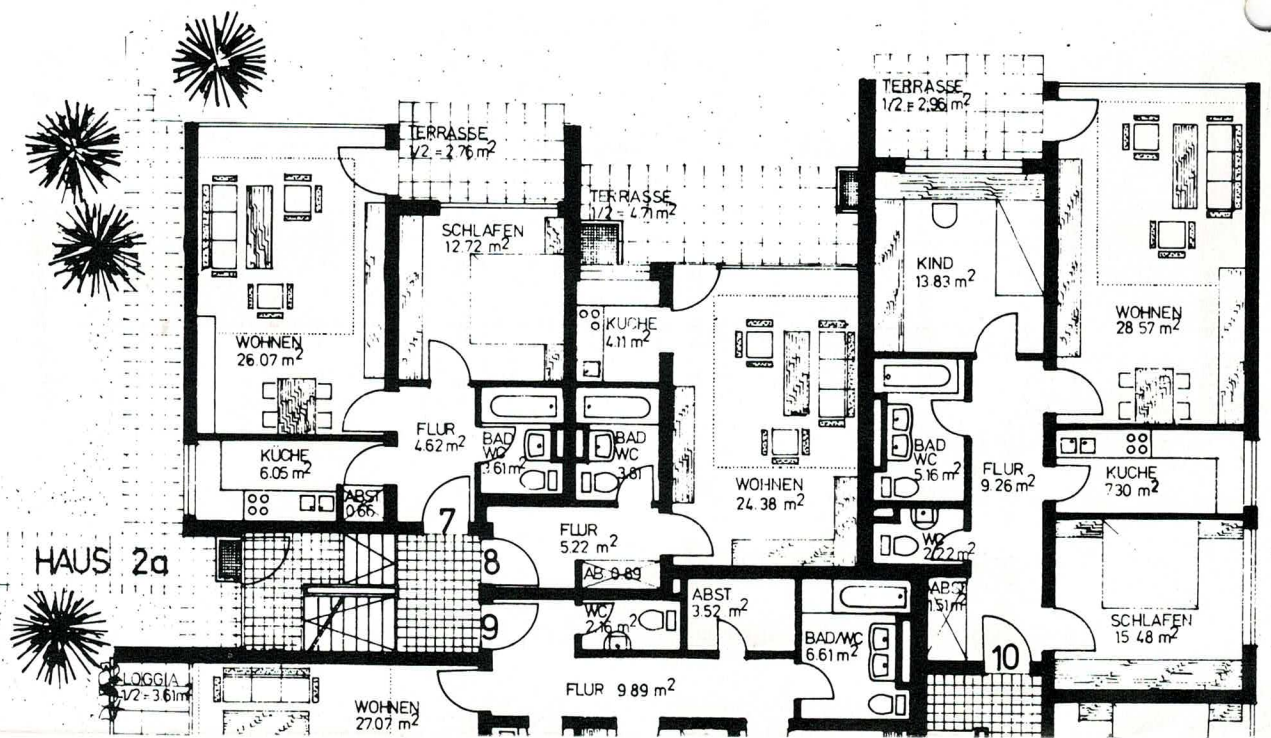 TERRASSE
1/2 = 2.76 m²
TERRASSE
1/2 = 2.96 m²
TERRASSE
1/2 = 4.71 m²
SCHLAFEN
12.72 m²
KIND
13.83 m²
WOHNEN
26.07 m²
KÜCHE
4.11 m²
WOHNEN
28.57 m²
FLUR
4.62 m²
BAD
WC
3.61 m²
BAD
WC
3.81
BAD
WC
5.16 m²
KÜCHE
6.05 m²
ABST
0.66
WOHNEN
24.38 m²
FLUR
9.26 m²
KÜCHE
7.30 m²
7
FLUR
5.22 m²
WC
2.22 m²
HAUS 2a
8
AB 0.89
ABST
3.52 m²
ABST
1.51 m²
9
WC
2.16 m²
BAD/WC
6.61 m²
SCHLAFEN
15.48 m²
10
LOGGIA
1/2 = 3.61 m²
FLUR 9.89 m²
WOHNEN
27.07 m²